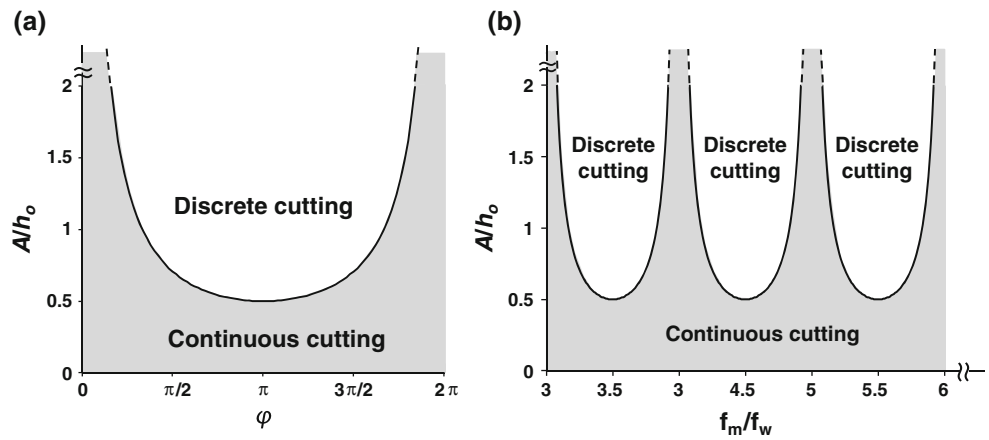 (a)
A/hₒ
2
1.5
1
0.5
0
Discrete cutting
Continuous cutting
0
π/2
π
3π/2
2π
φ
(b)
A/hₒ
2
1.5
1
0.5
0
Discrete
cutting
Discrete
cutting
Discrete
cutting
Continuous cutting
3
3.5
3
4.5
5
5.5
6
f_m/f_w